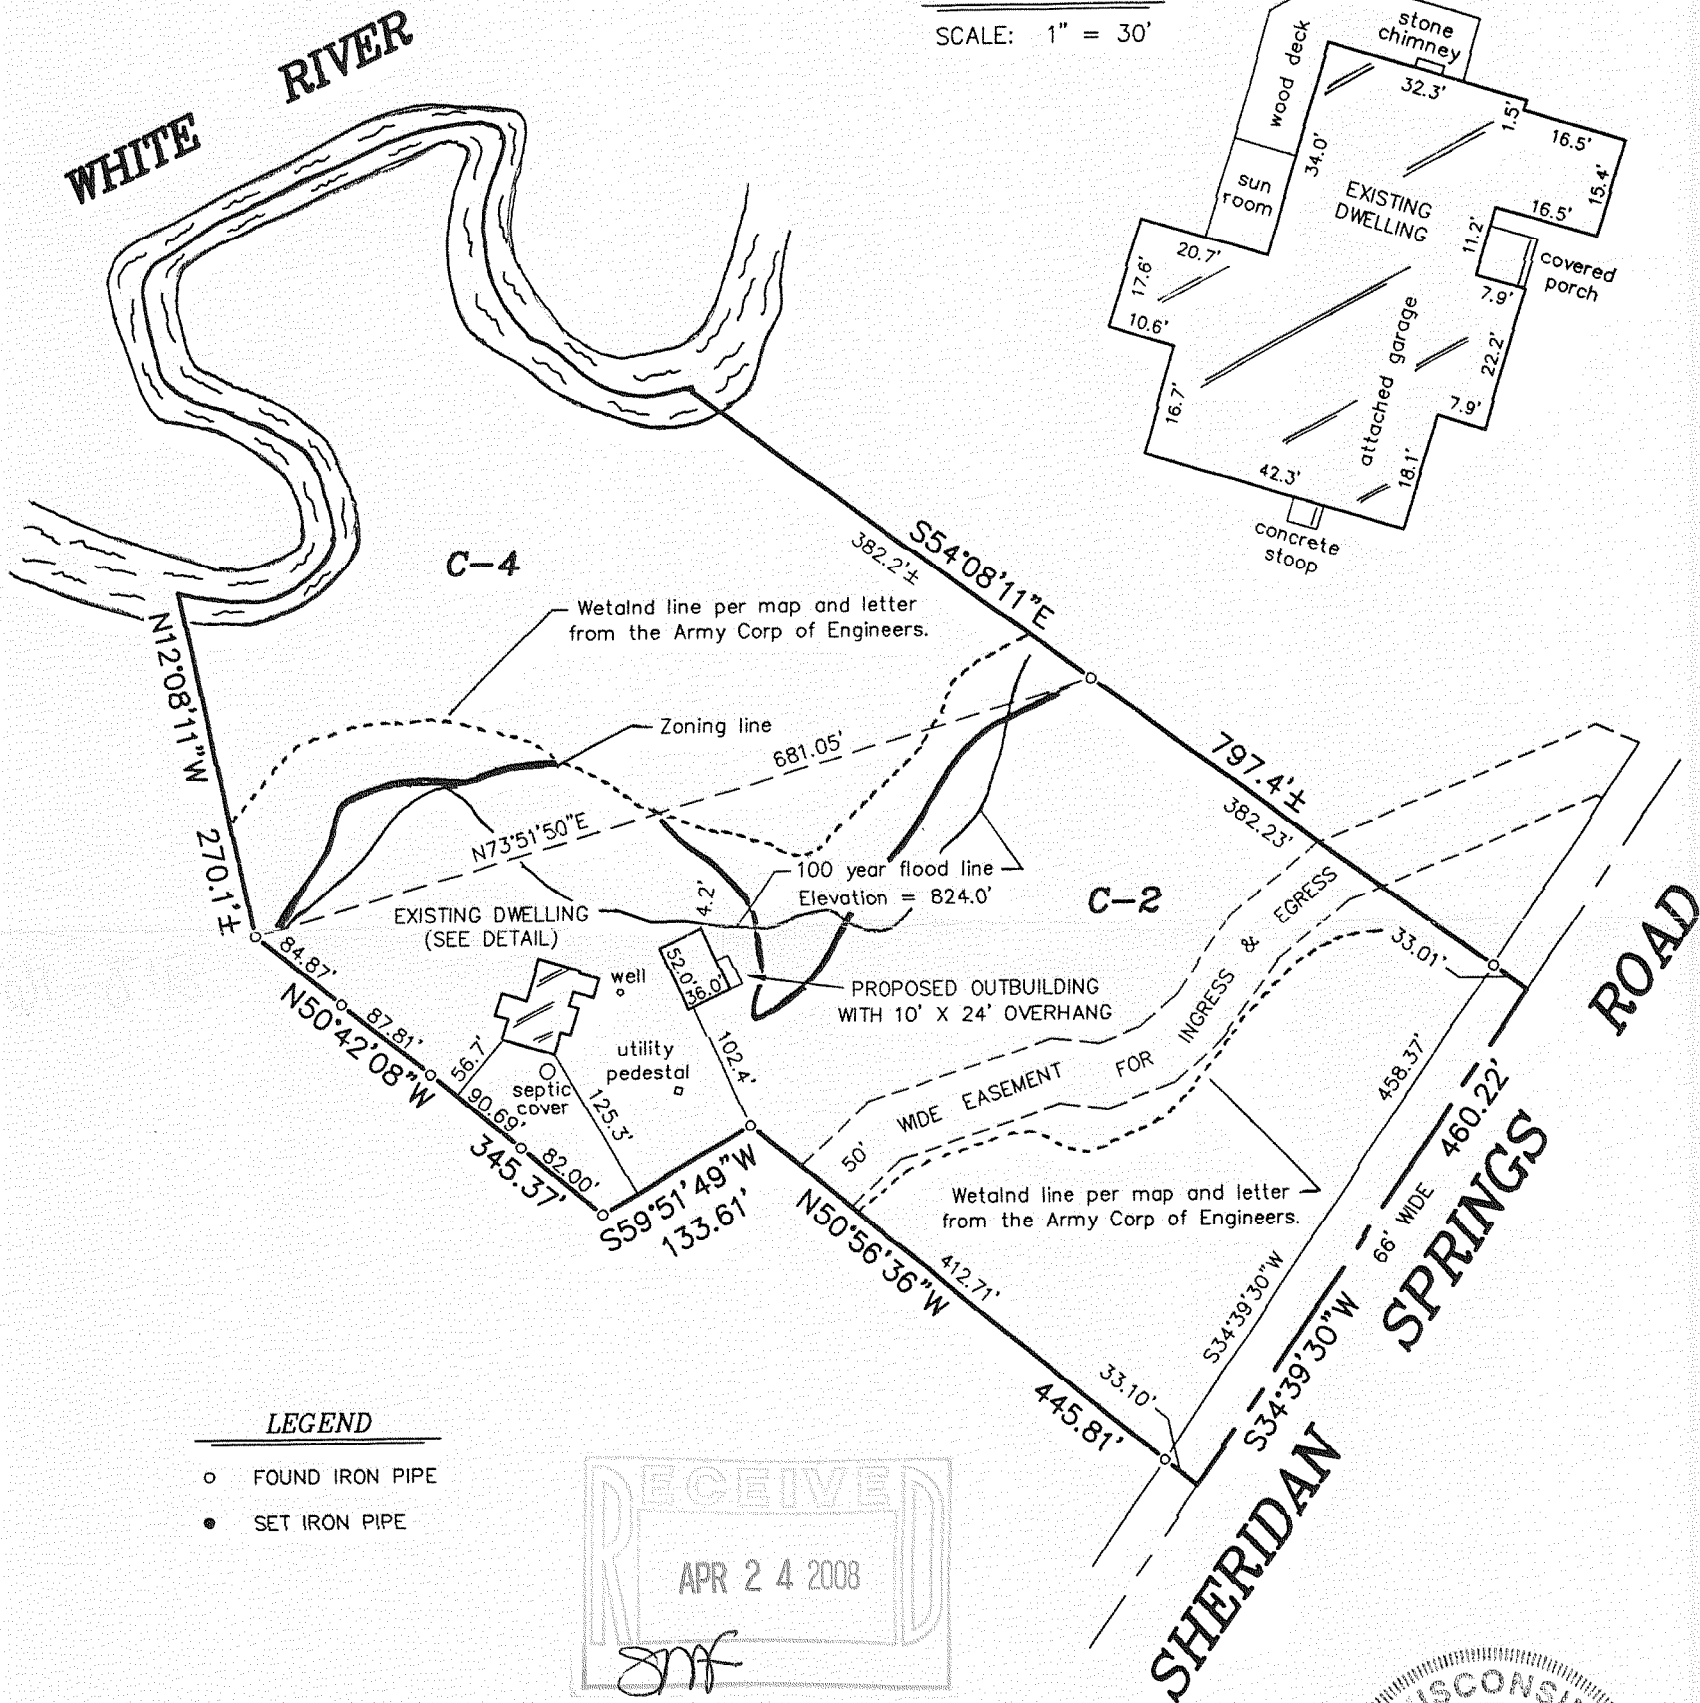 SCALE: 1" = 30'
WHITE RIVER
wood deck
stone
chimney
32.3'
1.5'
16.5'
15.4'
34.0'
sun
room
EXISTING
DWELLING
16.5'
11.2'
covered
porch
20.7'
17.6'
10.6'
7.9'
22.2'
attached garage
16.7'
7.9'
18.1'
42.3'
concrete
stoop
C-4
S54°08'11"E
382.2'±
Wetalnd line per map and letter
from the Army Corp of Engineers.
N12°08'11"W
270.1'±
Zoning line
681.05'
N73°51'50"E
797.4'±
382.23'
100 year flood line
Elevation = 824.0'
4.2'
C-2
EXISTING DWELLING
(SEE DETAIL)
84.87'
N50°42'08"W
87.81'
56.7'
90.69'
345.37'
82.00'
well
52.0'
36.0'
PROPOSED OUTBUILDING
WITH 10' X 24' OVERHANG
utility
pedestal
septic
cover
125.3'
102.4'
50' WIDE EASEMENT FOR INGRESS & EGRESS
33.01'
S59°51'49"W
133.61'
N50°56'36"W
412.71'
Wetalnd line per map and letter
from the Army Corp of Engineers.
458.37'
S34°39'30"W
460.22'
66' WIDE
S34°39'30"W
33.10'
445.81'
SHERIDAN SPRINGS ROAD
LEGEND
FOUND IRON PIPE
SET IRON PIPE
RECEIVED
APR 24 2008